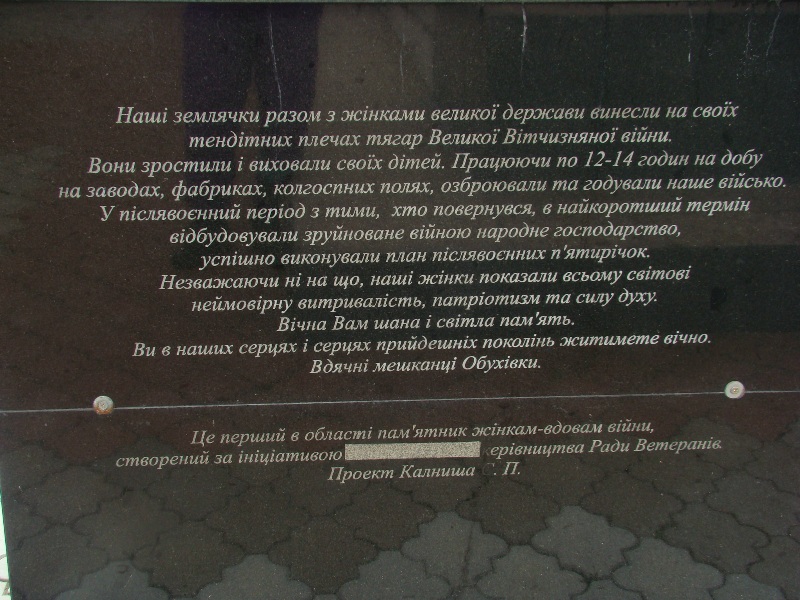 Наші землячки разом з жінками великої держави винесли на своїх
тендітних плечах тягар Великої Вітчизняної війни.
Вони зростили і виховали своїх дітей. Працюючи по 12-14 годин на добу
на заводах, фабриках, колгоспних полях, озброювали та годували наше військо.
У післявоєнний період з тими, хто повернувся, в найкоротший термін
відбудовували зруйноване війною народне господарство,
успішно виконували план післявоєнних п'ятирічок.
Незважаючи ні на що, наші жінки показали всьому світові
неймовірну витривалість, патріотизм та силу духу.
Вічна Вам шана і світла пам'ять.
Ви в наших серцях і серцях прийдешніх поколінь житимете вічно.
Вдячні мешканці Обухівки.
Це перший в області пам'ятник жінкам-вдовам війни,
створений за ініціативою ерівництва Ради Ветеранів.
Проект Калниша С. П.